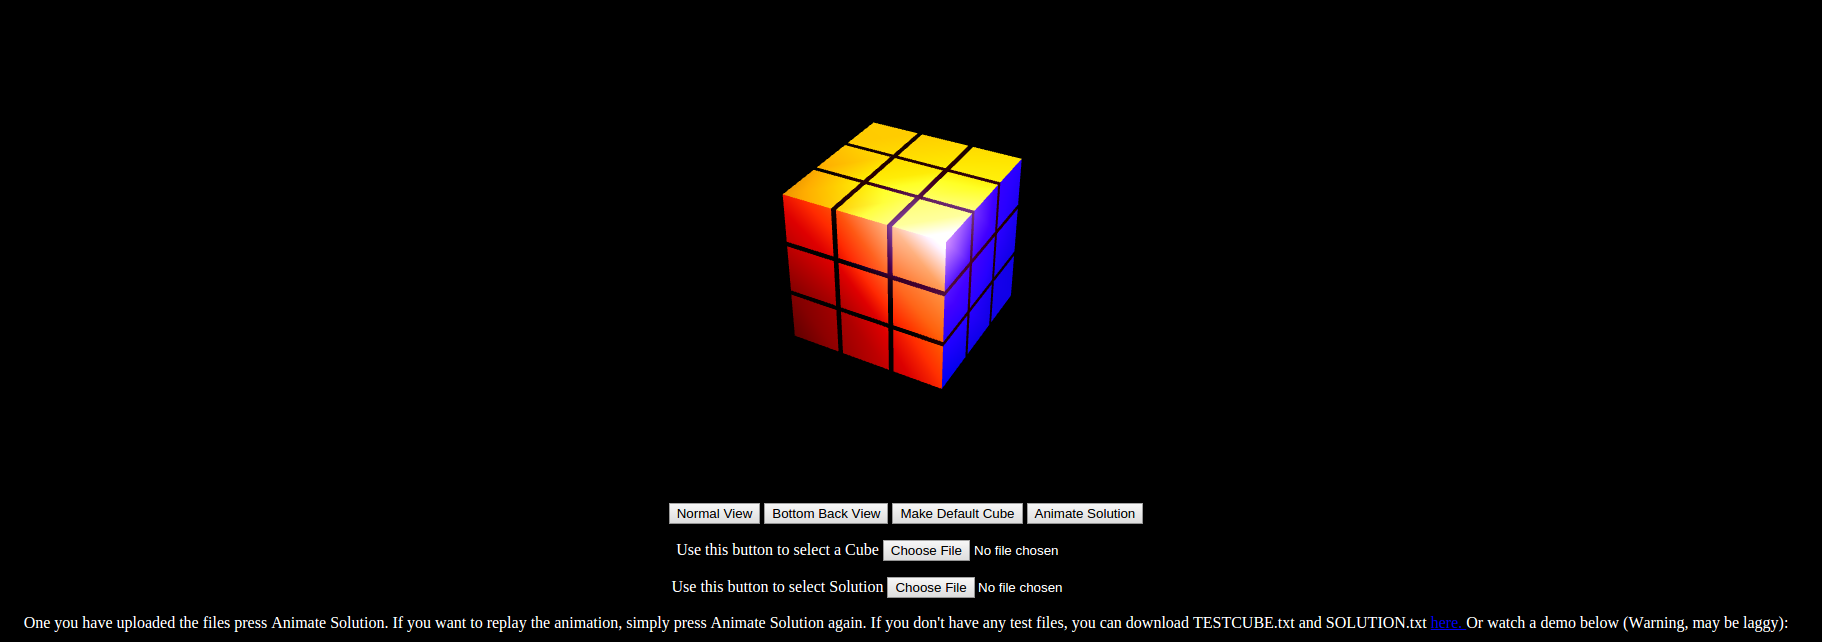 Normal View Bottom Back View Make Default Cube Animate Solution
Use this button to select a Cube Choose File No file chosen
Use this button to select Solution Choose File No file chosen
One you have uploaded the files press Animate Solution. If you want to replay the animation, simply press Animate Solution again. If you don't have any test files, you can download TESTCUBE.txt and SOLUTION.txt here. Or watch a demo below (Warning, may be laggy):